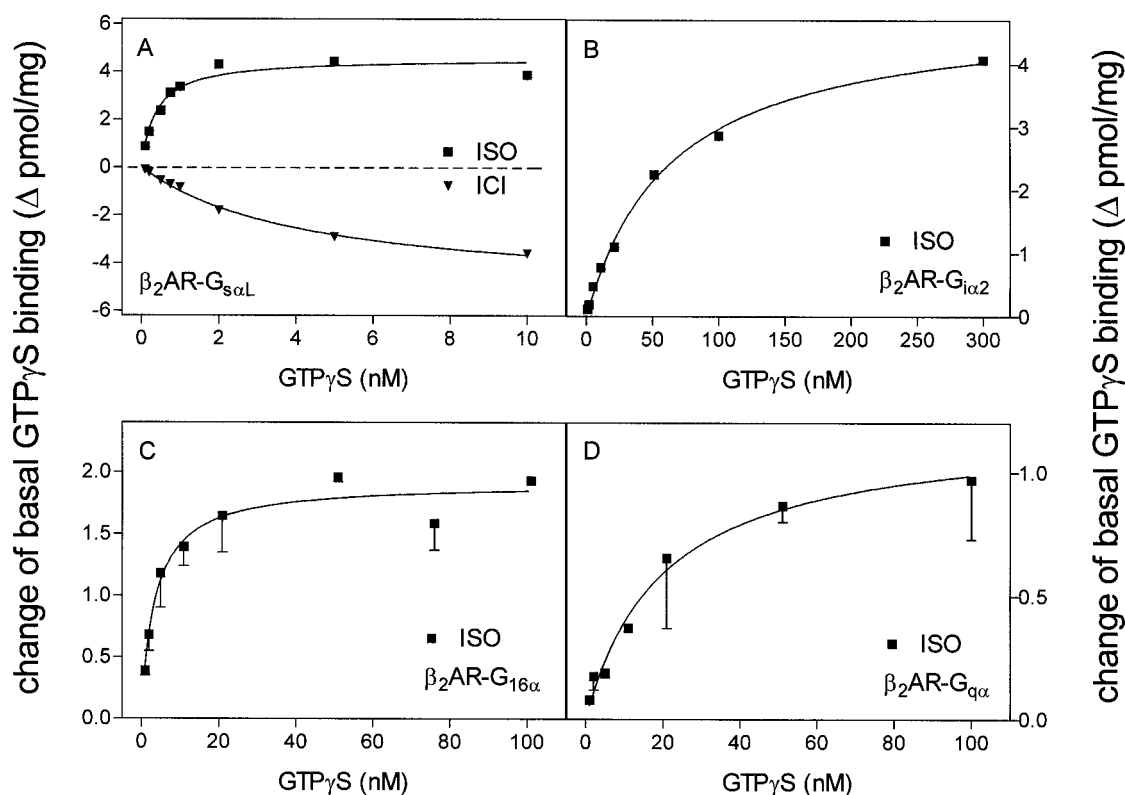 change of basal GTPγS binding (Δ pmol/mg)
A
6
4
2
0
-2
-4
-6
ISO
ICI
β₂AR-GsαL
0 2 4 6 8 10
GTPγS (nM)
B
4
3
2
1
0
ISO
β₂AR-Giα2
0 50 100 150 200 250 300
GTPγS (nM)
C
2.0
1.5
1.0
0.5
0.0
ISO
β₂AR-G16α
0 20 40 60 80 100
GTPγS (nM)
D
1.0
0.5
0.0
ISO
β₂AR-Gqα
0 20 40 60 80 100
GTPγS (nM)
change of basal GTPγS binding (Δ pmol/mg)